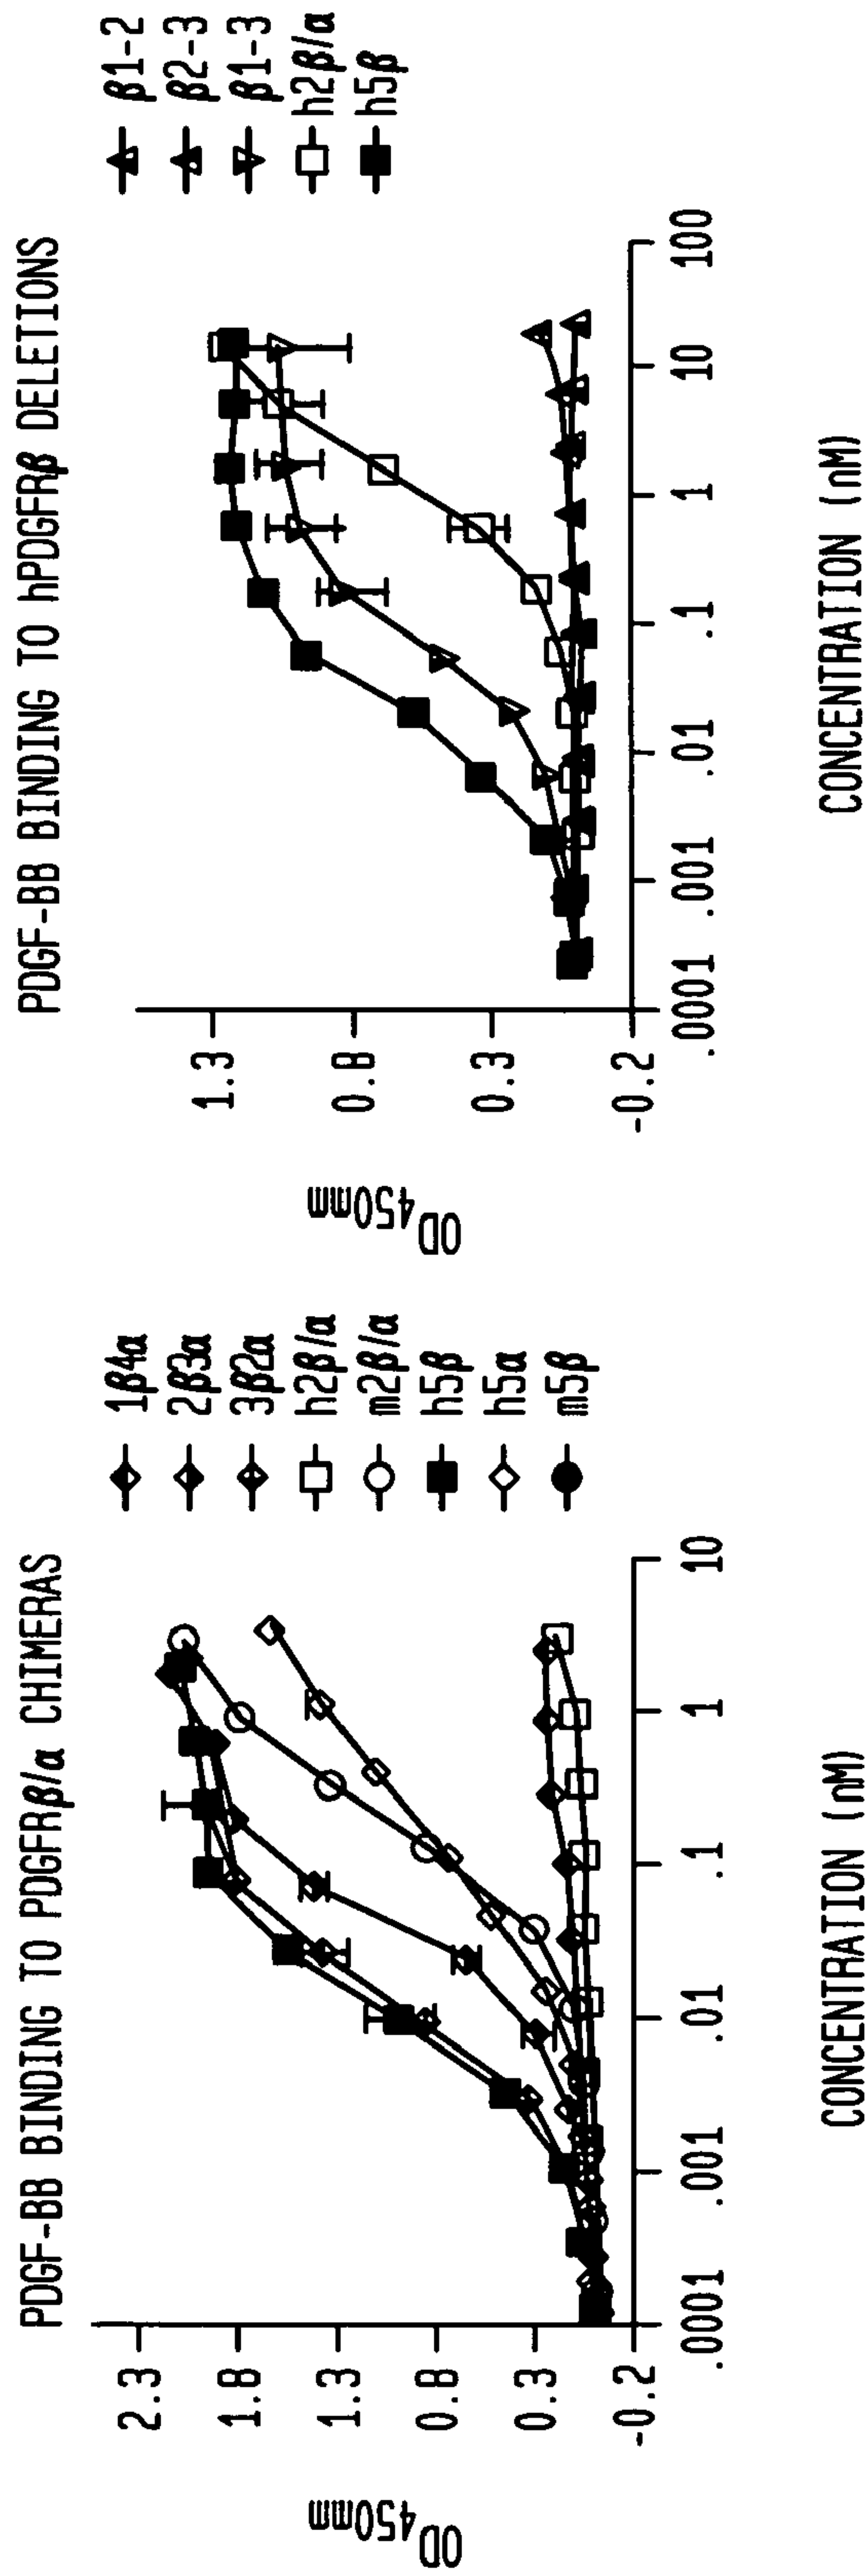 PDGF-BB BINDING TO PDGFRβ/α CHIMERAS
OD450mm
2.3
1.8
1.3
0.8
0.3
-0.2
.0001
.001
.01
.1
1
10
CONCENTRATION (nM)
1β4α
2β3α
3β2α
h2β/α
m2β/α
h5β
h5α
m5β
PDGF-BB BINDING TO hPDGFRβ DELETIONS
OD450mm
1.3
0.8
0.3
-0.2
.0001
.001
.01
.1
1
10
100
CONCENTRATION (nM)
β1-2
β2-3
β1-3
h2β/α
h5β